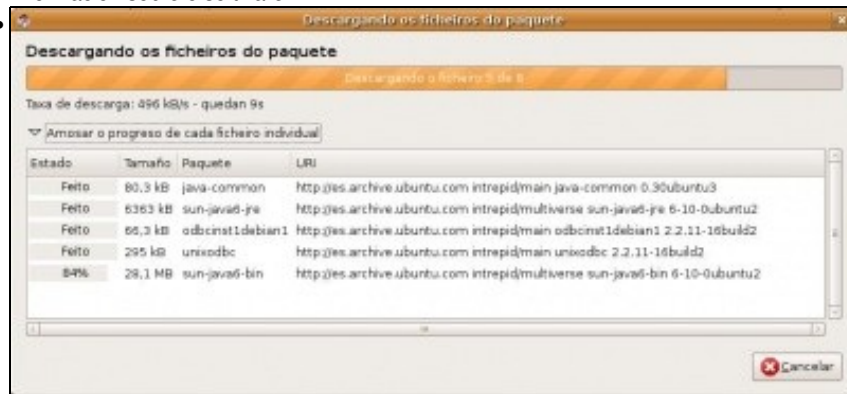 Descargando os ficheiros do paquete
Descargando os ficheiros do paquete
Descargando o ficheiro 5 de 6
Taxa de descarga: 496 kB/s - quedan 9s
Amosar o progreso de cada ficheiro individual
Estado Tamaño Paquete URI
Feito 80,3 kB java-common http://es.archive.ubuntu.com intrepid/main java-common 0.30ubuntu3
Feito 6363 kB sun-java6-jre http://es.archive.ubuntu.com intrepid/multiverse sun-java6-jre 6-10-0ubuntu2
Feito 66,3 kB odbcinst1debian1 http://es.archive.ubuntu.com intrepid/main odbcinst1debian1 2.2.11-16build2
Feito 295 kB unixodbc http://es.archive.ubuntu.com intrepid/main unixodbc 2.2.11-16build2
84% 28,1 MB sun-java6-bin http://es.archive.ubuntu.com intrepid/multiverse sun-java6-bin 6-10-0ubuntu2
Cancelar